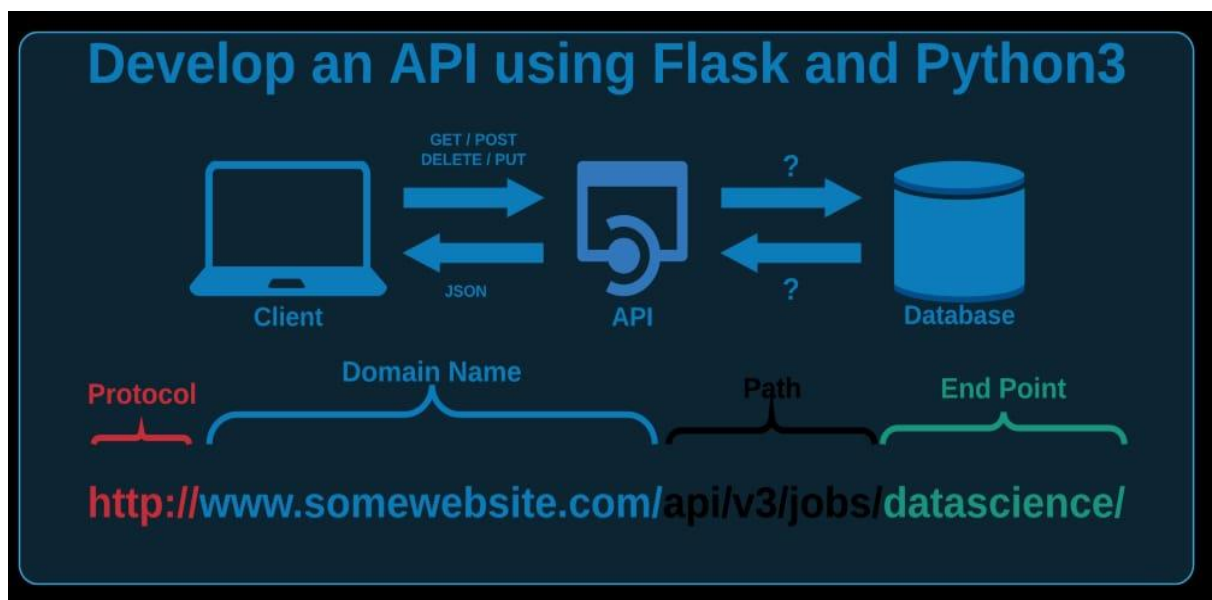 Develop an API using Flask and Python3
GET / POST
DELETE / PUT
?
JSON
?
Client
API
Database
Protocol
Domain Name
Path
End Point
http://www.somewebsite.com/api/v3/jobs/datascience/